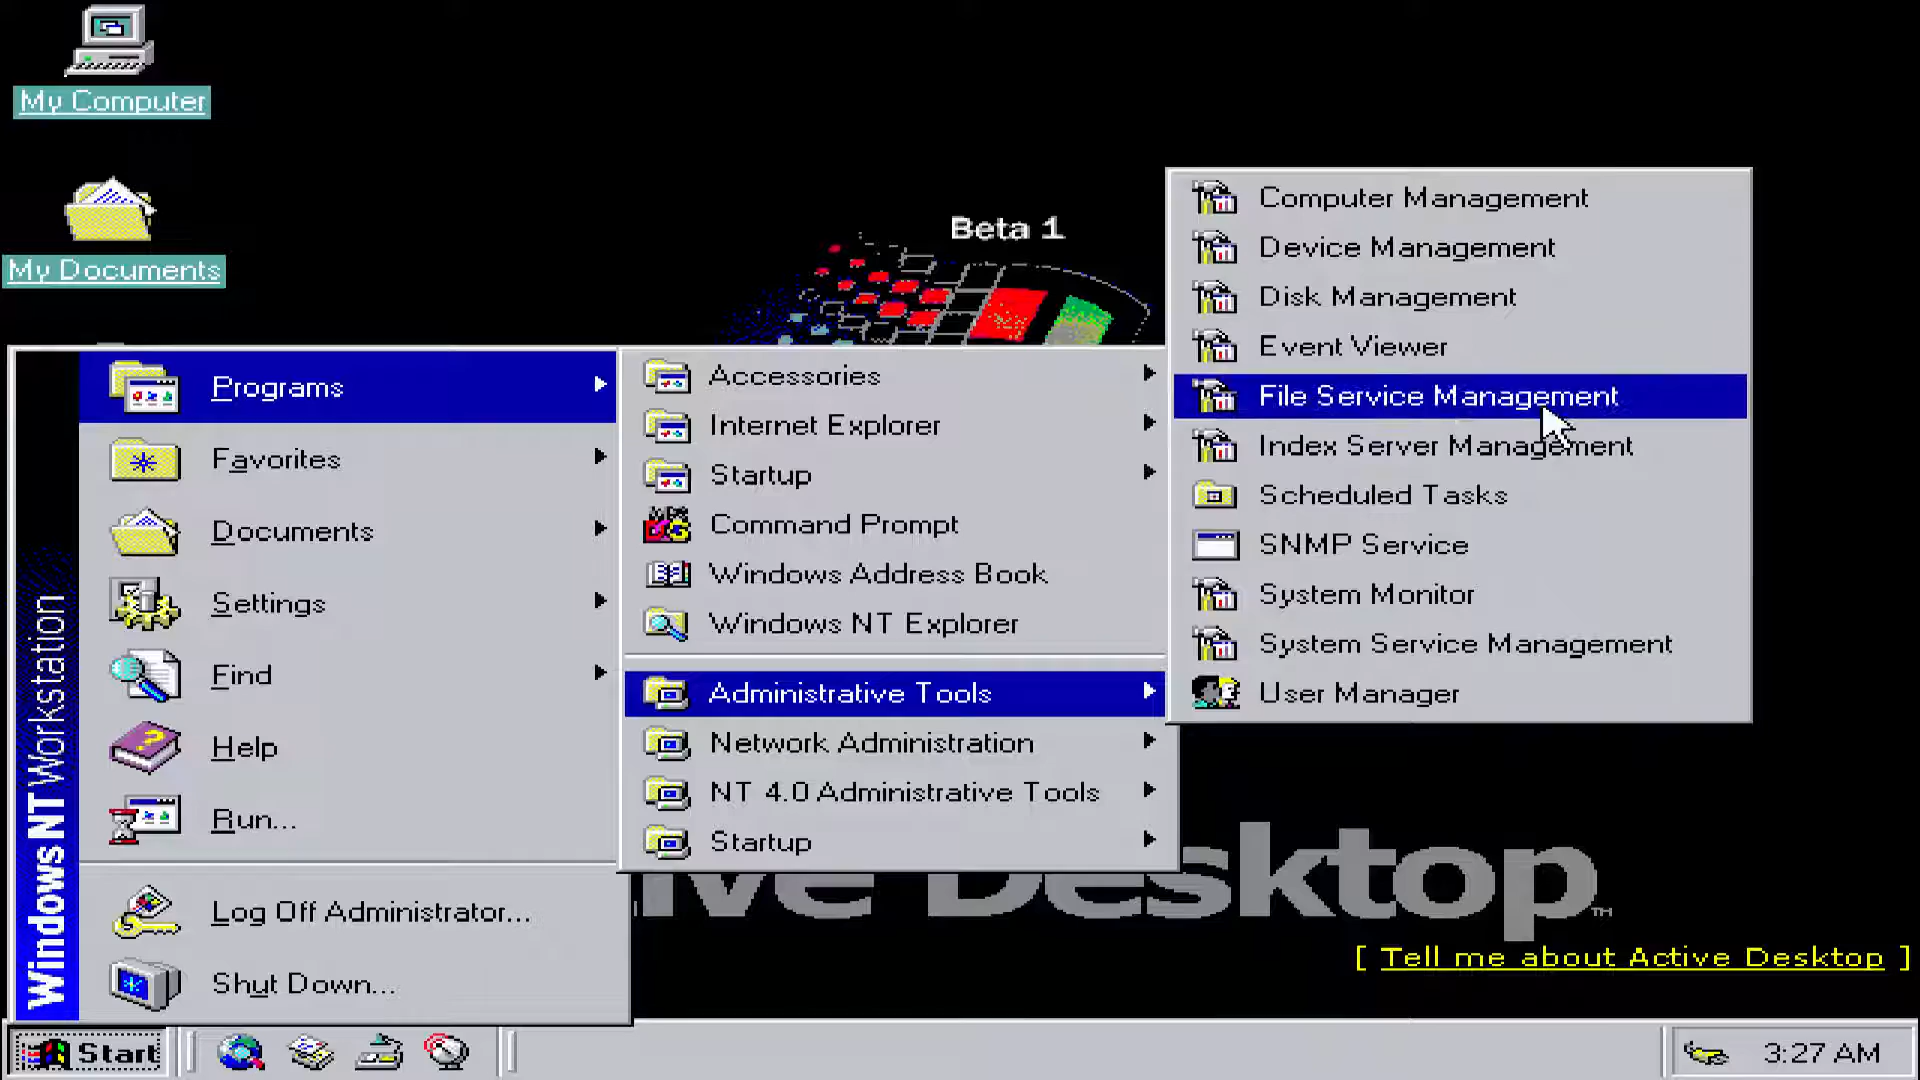 My Computer
My Documents
Beta 1
Computer Management
Device Management
Disk Management
Event Viewer
File Service Management
Index Server Management
Scheduled Tasks
SNMP Service
System Monitor
System Service Management
User Manager
Accessories
Internet Explorer
Startup
Command Prompt
Windows Address Book
Windows NT Explorer
Administrative Tools
Network Administration
NT 4.0 Administrative Tools
Startup
Programs
Favorites
Documents
Settings
Find
Help
Run...
Log Off Administrator...
Shut Down...
Windows NT Workstation
ive Desktop™
[ Tell me about Active Desktop ]
Start
3:27 AM